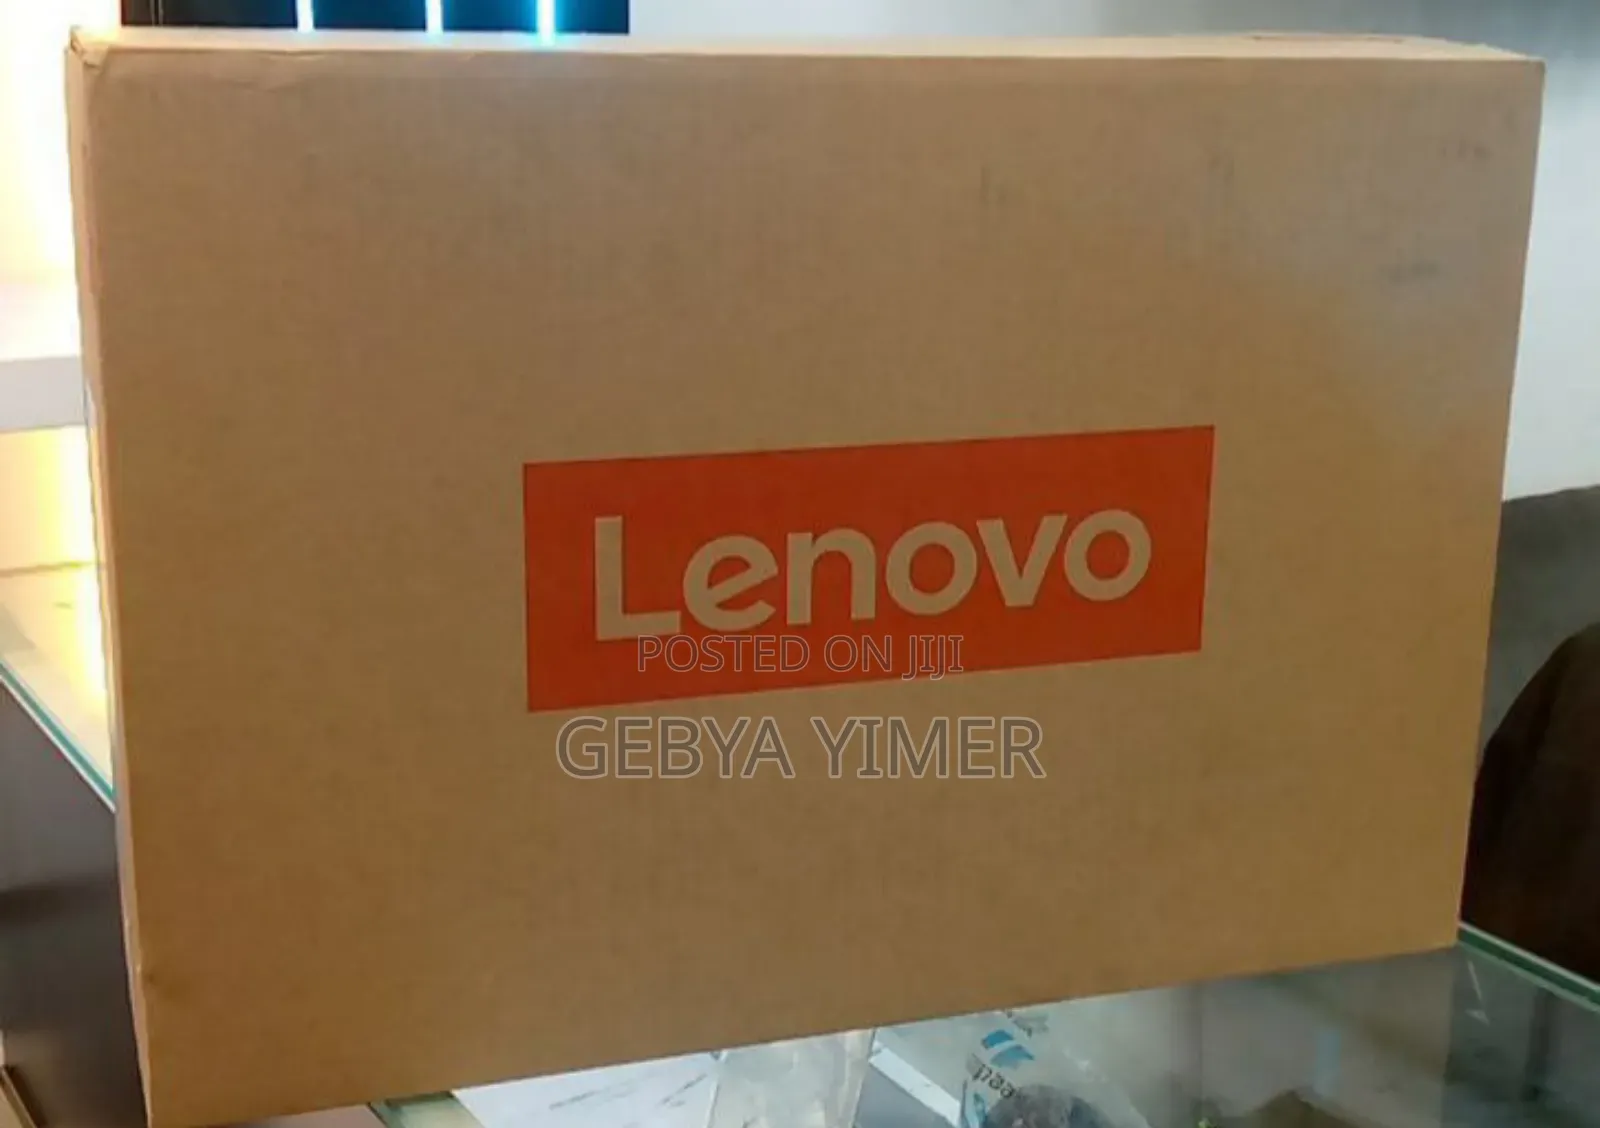 Lenovo
POSTED ON JIJI
GEBYA YIMER